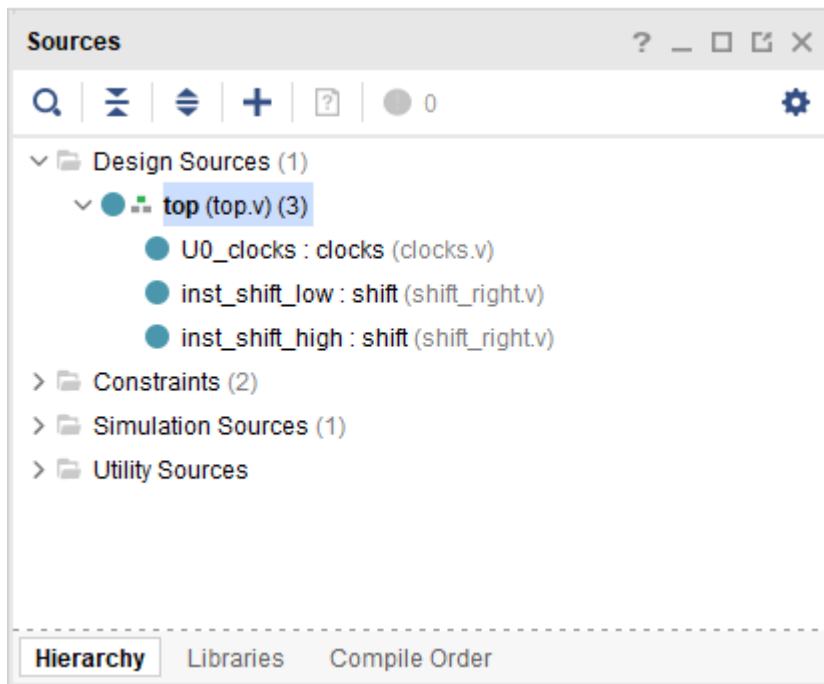 Sources
0
Design Sources (1)
top (top.v) (3)
U0_clocks : clocks (clocks.v)
inst_shift_low : shift (shift_right.v)
inst_shift_high : shift (shift_right.v)
Constraints (2)
Simulation Sources (1)
Utility Sources
Hierarchy Libraries Compile Order